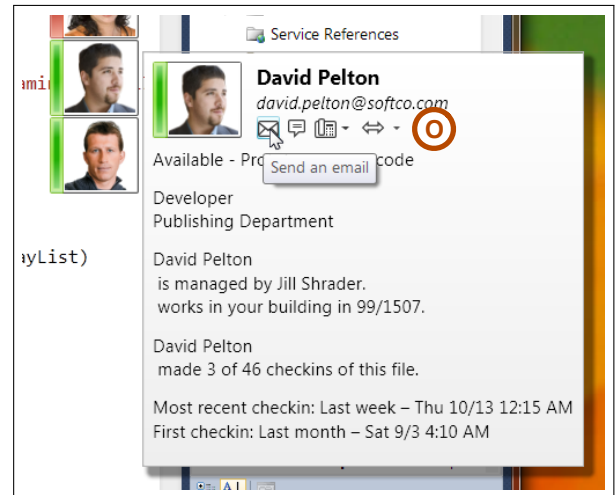 Service References
David Pelton
david.pelton@softco.com
O
Available - Pro code
Send an email
Developer
Publishing Department
ayList)
David Pelton
is managed by Jill Shrader.
works in your building in 99/1507.
David Pelton
made 3 of 46 checkins of this file.
Most recent checkin: Last week – Thu 10/13 12:15 AM
First checkin: Last month – Sat 9/3 4:10 AM